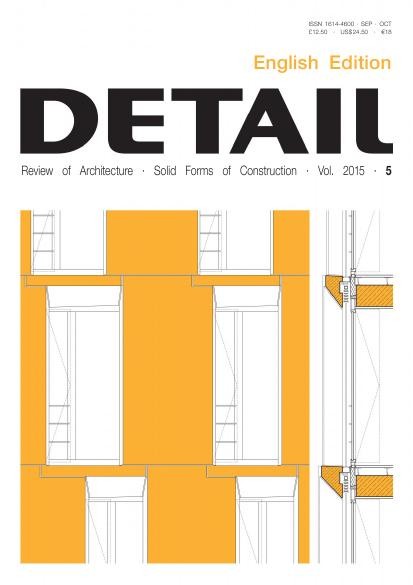 ISSN 1614-4600 · SEP · OCT
£12.50 · US$24.50 · €18
English Edition
DETAIL
Review of Architecture · Solid Forms of Construction · Vol. 2015 · 5